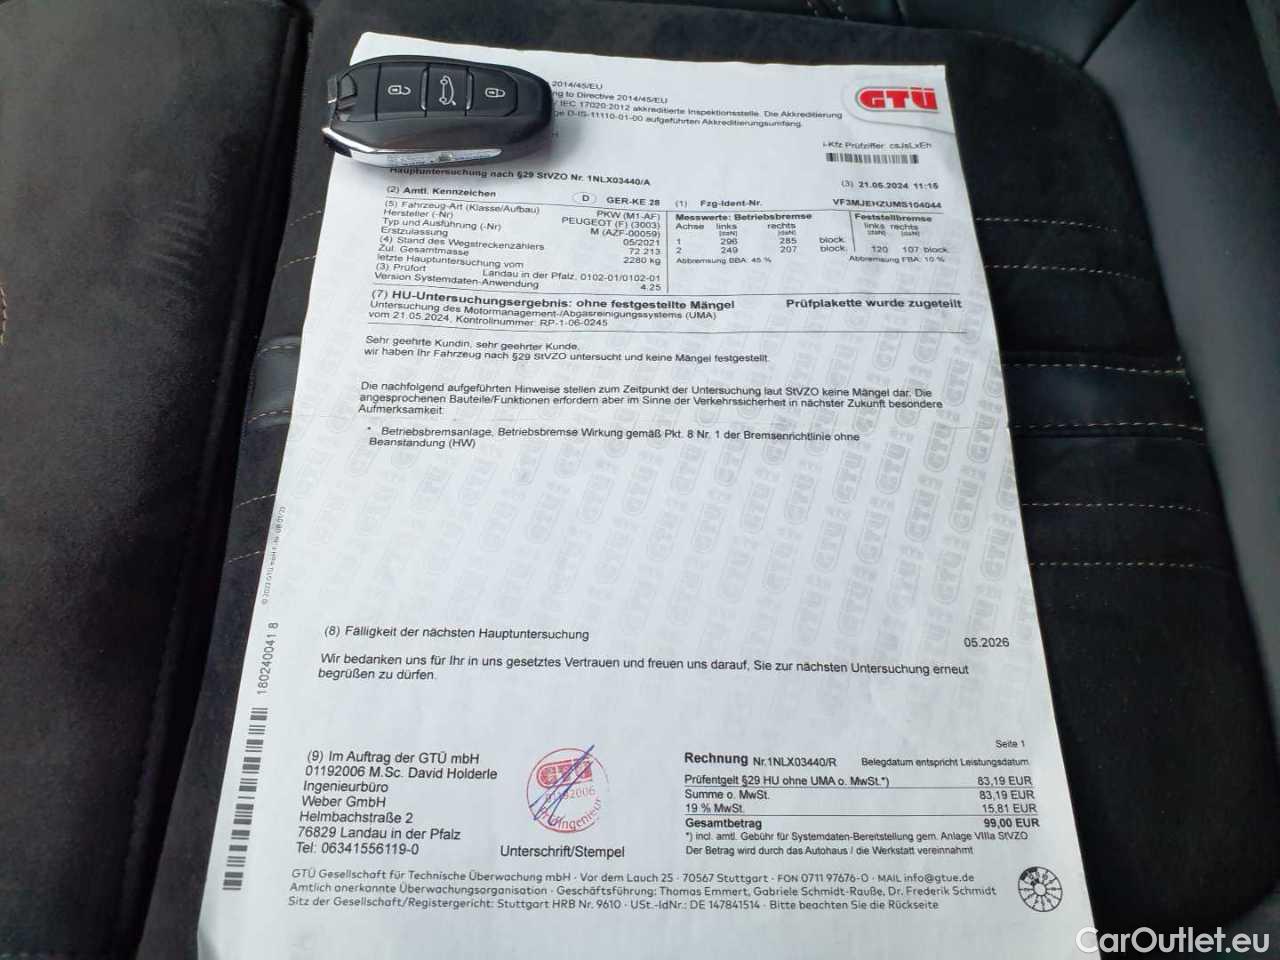 2014/45/EU
ng to Directive 2014/45/EU
IEC 17020:2012 akkreditierte Inspektionsstelle. Die Akkreditierung
ge D-IS-11110-01-00 aufgeführten Akkreditierungsumfang.
GTÜ
i-Kfz Prüfziffer: csJsLxEh
Hauptuntersuchung nach §29 StVZO Nr. 1NLX03440/A
(3) 21.05.2024 11:15
(2) Amtl. Kennzeichen D GER-KE 28
(1) Fzg-Ident-Nr. VF3MJEHZUMS104044
(5) Fahrzeug-Art (Klasse/Aufbau) PKW (M1-AF)
Hersteller (-Nr) PEUGEOT (F) (3003)
Typ und Ausführung (-Nr) M (AZF-00059)
Erstzulassung 05/2021
(4) Stand des Wegstreckenzählers 72.213
Zul. Gesamtmasse 2280 kg
letzte Hauptuntersuchung vom
(3) Prüfort Landau in der Pfalz, 0102-01/0102-01
Version Systemdaten-Anwendung 4.25
Messwerte: Betriebsbremse Feststellbremse
Achse links rechts links rechts
[daN] [daN] [daN] [daN]
1 296 285 block.
2 249 207 block. 120 107 block.
Abbremsung BBA: 45 % Abbremsung FBA: 10 %
(7) HU-Untersuchungsergebnis: ohne festgestellte Mängel Prüfplakette wurde zugeteilt
Untersuchung des Motormanagement-/Abgasreinigungssystems (UMA)
vom 21.05.2024, Kontrollnummer: RP-1-06-0245
Sehr geehrte Kundin, sehr geehrter Kunde,
wir haben Ihr Fahrzeug nach §29 StVZO untersucht und keine Mängel festgestellt.
Die nachfolgend aufgeführten Hinweise stellen zum Zeitpunkt der Untersuchung laut StVZO keine Mängel dar. Die
angesprochenen Bauteile/Funktionen erfordern aber im Sinne der Verkehrssicherheit in nächster Zukunft besondere
Aufmerksamkeit:
* Betriebsbremsanlage, Betriebsbremse Wirkung gemäß Pkt. 8 Nr. 1 der Bremsenrichtlinie ohne
Beanstandung (HW)
180240041 8
(8) Fälligkeit der nächsten Hauptuntersuchung 05.2026
Wir bedanken uns für Ihr in uns gesetztes Vertrauen und freuen uns darauf, Sie zur nächsten Untersuchung erneut
begrüßen zu dürfen.
Seite 1
(9) Im Auftrag der GTÜ mbH
01192006 M.Sc. David Holderle
Ingenieurbüro
Weber GmbH
Helmbachstraße 2
76829 Landau in der Pfalz
Tel: 06341556119-0
GTÜ
01192006
Prüfingenieur
Unterschrift/Stempel
Rechnung Nr.1NLX03440/R Belegdatum entspricht Leistungsdatum
Prüfentgelt §29 HU ohne UMA o. MwSt.*) 83,19 EUR
Summe o. MwSt. 83,19 EUR
19 % MwSt. 15,81 EUR
Gesamtbetrag 99,00 EUR
*) incl. amtl. Gebühr für Systemdaten-Bereitstellung gem. Anlage VIIIa StVZO
Der Betrag wird durch das Autohaus / die Werkstatt vereinnahmt
GTÜ Gesellschaft für Technische Überwachung mbH · Vor dem Lauch 25 · 70567 Stuttgart · FON 0711 97676-0 · MAIL info@gtue.de
Amtlich anerkannte Überwachungsorganisation · Geschäftsführung: Thomas Emmert, Gabriele Schmidt-Rauße, Dr. Frederik Schmidt
Sitz der Gesellschaft/Registergericht: Stuttgart HRB Nr. 9610 · USt.-IdNr.: DE 147841514 · Bitte beachten Sie die Rückseite
CarOutlet.eu